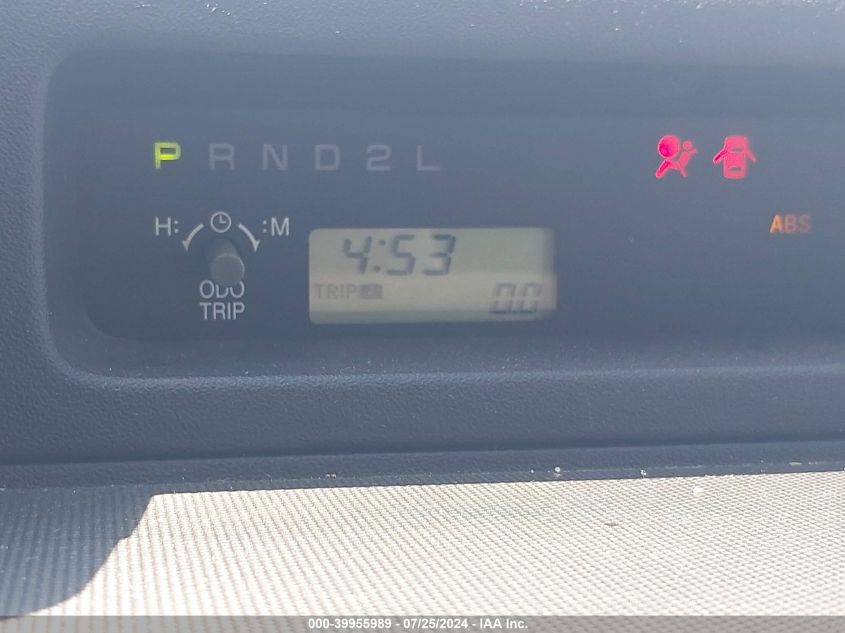 P R N D 2 L
H: :M
ODO
TRIP
4:53
TRIP A
0.0
ABS
000-39955989 - 07/25/2024 - IAA Inc.